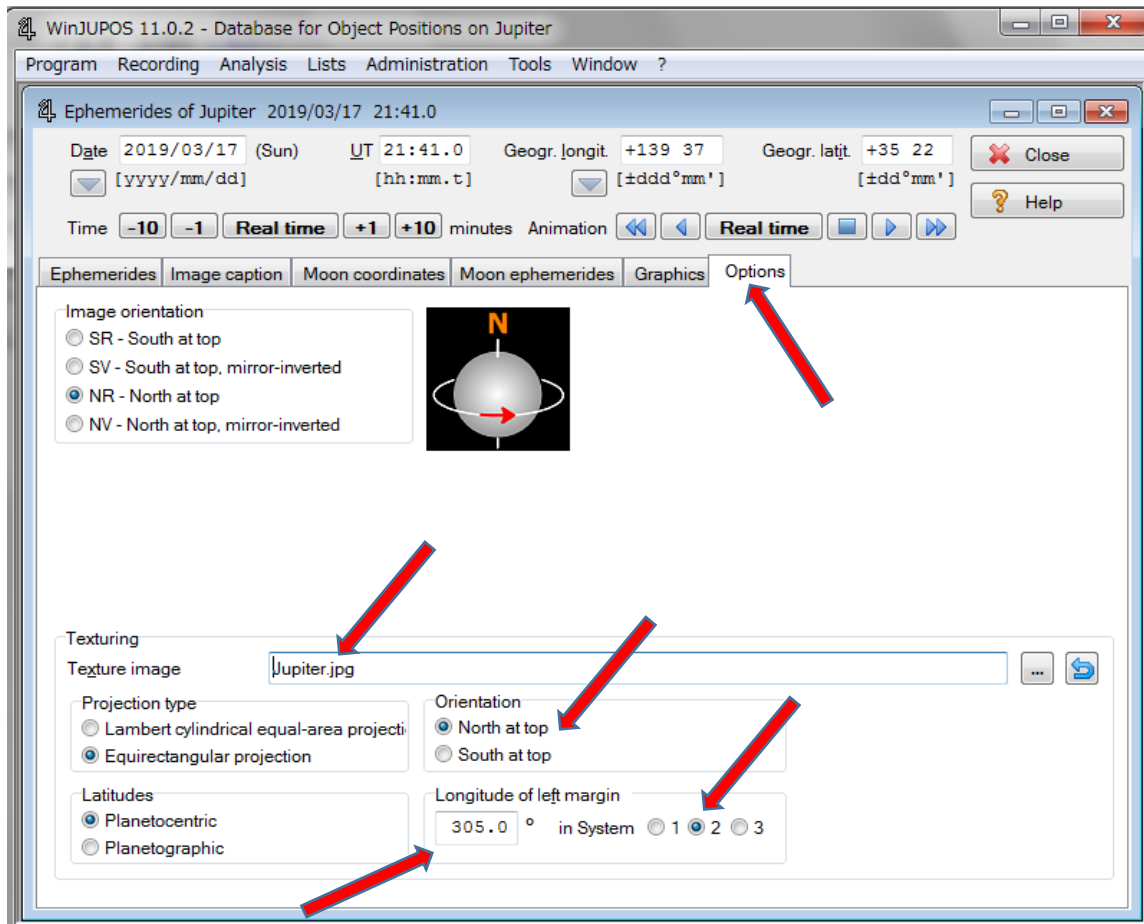 WinJUPOS 11.0.2 - Database for Object Positions on Jupiter
Program Recording Analysis Lists Administration Tools Window ?
Ephemerides of Jupiter 2019/03/17 21:41.0
Date 2019/03/17 (Sun) UT 21:41.0 Geogr. longit. +139 37 Geogr. latit. +35 22 Close
[yyyy/mm/dd] [hh:mm.t] [±ddd°mm'] [±dd°mm'] Help
Time -10 -1 Real time +1 +10 minutes Animation Real time
Ephemerides Image caption Moon coordinates Moon ephemerides Graphics Options
Image orientation
SR - South at top
SV - South at top, mirror-inverted
NR - North at top
NV - North at top, mirror-inverted
N
Texturing
Texture image Jupiter.jpg ...
Projection type
Lambert cylindrical equal-area projecti
Equirectangular projection
Orientation
North at top
South at top
Latitudes
Planetocentric
Planetographic
Longitude of left margin
305.0 ° in System 1 2 3